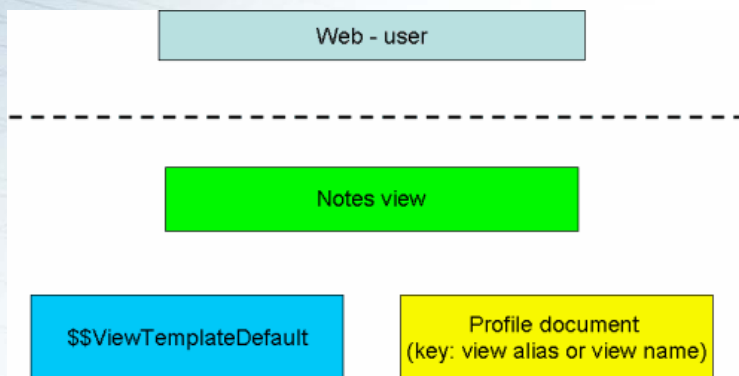 Web - user
Notes view
$$ViewTemplateDefault
Profile document
(key: view alias or view name)